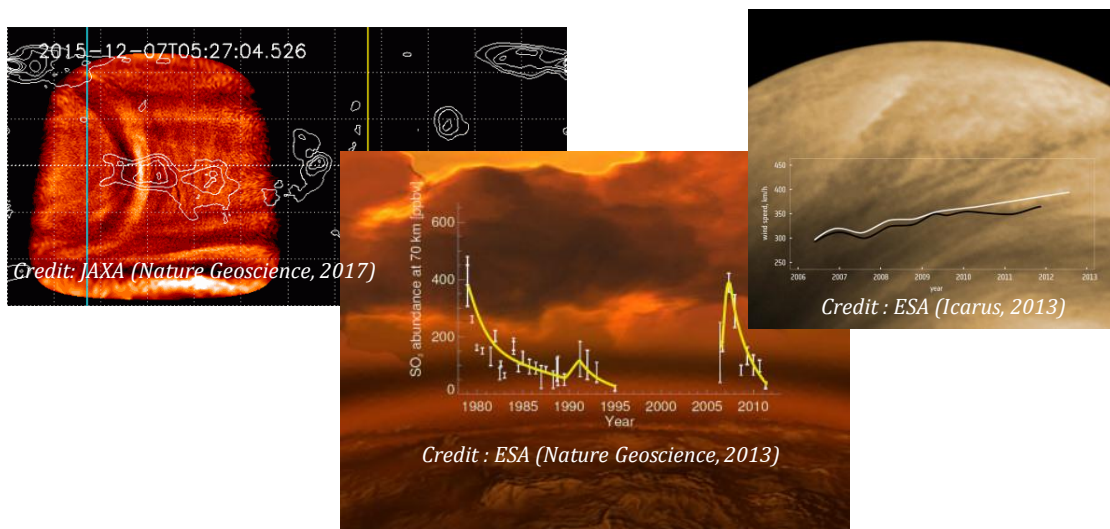 2015-12-07T05:27:04.526
Credit: JAXA (Nature Geoscience, 2017)
SO₂ abundance at 70 km [ppbv]
600
400
200
0
1980 1985 1990 1995 2000 2005 2010
Year
Credit : ESA (Nature Geoscience, 2013)
wind speed, km/h
450
400
350
300
250
2006 2007 2008 2009 2010 2011 2012 2013
year
Credit : ESA (Icarus, 2013)